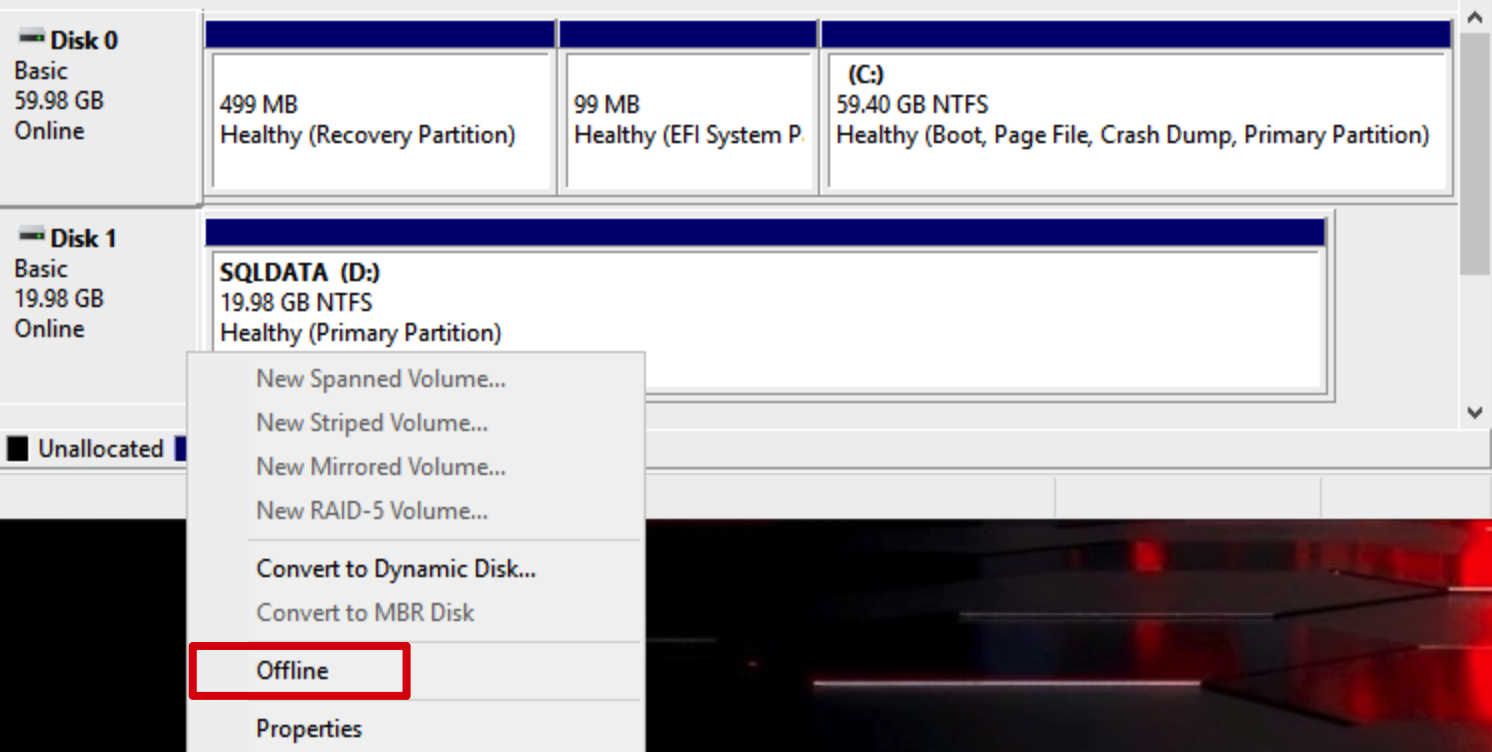 Disk 0
Basic
59.98 GB
Online
499 MB
Healthy (Recovery Partition)
99 MB
Healthy (EFI System P
(C:)
59.40 GB NTFS
Healthy (Boot, Page File, Crash Dump, Primary Partition)
Disk 1
Basic
19.98 GB
Online
SQLDATA (D:)
19.98 GB NTFS
Healthy (Primary Partition)
New Spanned Volume...
New Striped Volume...
Unallocated
New Mirrored Volume...
New RAID-5 Volume...
Convert to Dynamic Disk...
Convert to MBR Disk
Offline
Properties